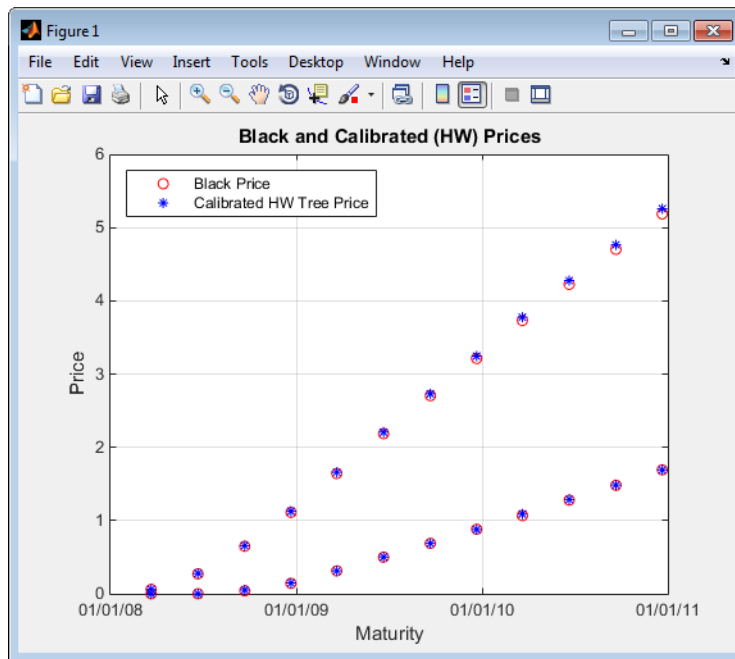 Figure 1
File Edit View Insert Tools Desktop Window Help
Black and Calibrated (HW) Prices
6
Black Price
Calibrated HW Tree Price
5
4
3
2
1
0
Price
01/01/08 01/01/09 01/01/10 01/01/11
Maturity